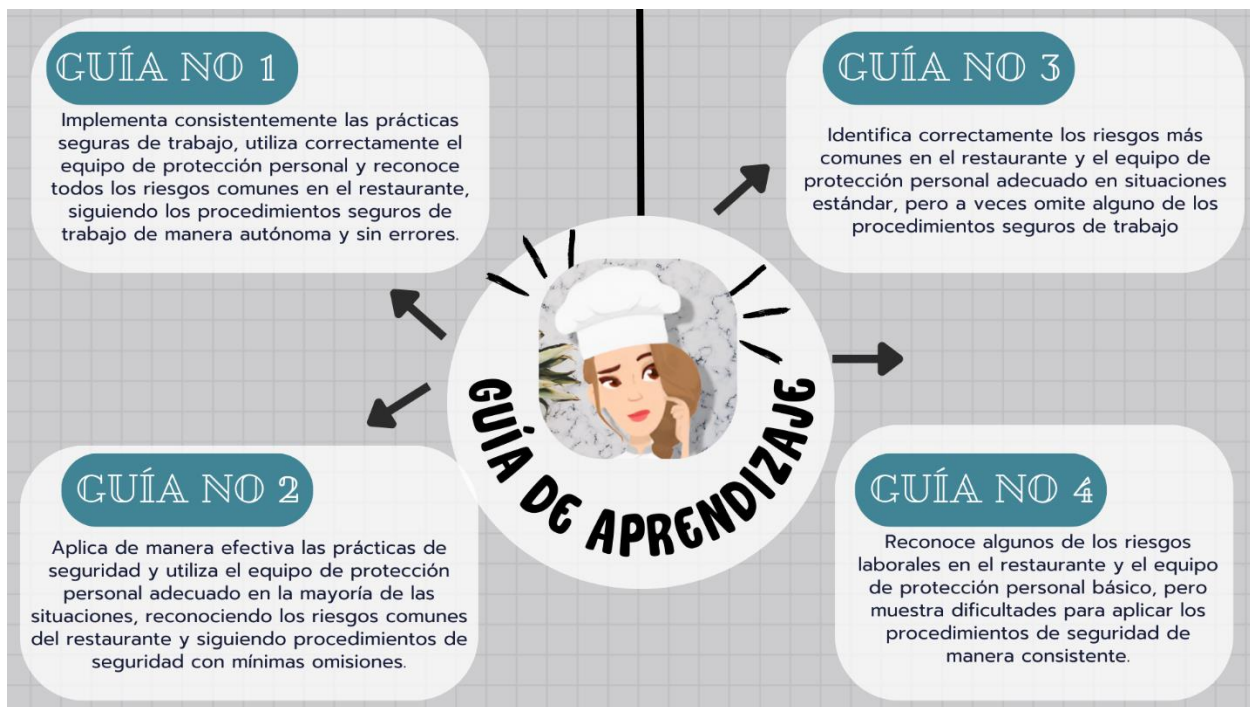 GUÍA NO 1
Implementa consistentemente las prácticas
seguras de trabajo, utiliza correctamente el
equipo de protección personal y reconoce
todos los riesgos comunes en el restaurante,
siguiendo los procedimientos seguros de
trabajo de manera autónoma y sin errores.
GUÍA NO 2
Aplica de manera efectiva las prácticas de
seguridad y utiliza el equipo de protección
personal adecuado en la mayoría de las
situaciones, reconociendo los riesgos comunes
del restaurante y siguiendo procedimientos de
seguridad con mínimas omisiones.
GUÍA DE APRENDIZAJE
GUÍA NO 3
Identifica correctamente los riesgos más
comunes en el restaurante y el equipo de
protección personal adecuado en situaciones
estándar, pero a veces omite alguno de los
procedimientos seguros de trabajo
GUÍA NO 4
Reconoce algunos de los riesgos
laborales en el restaurante y el equipo
de protección personal básico, pero
muestra dificultades para aplicar los
procedimientos de seguridad de
manera consistente.